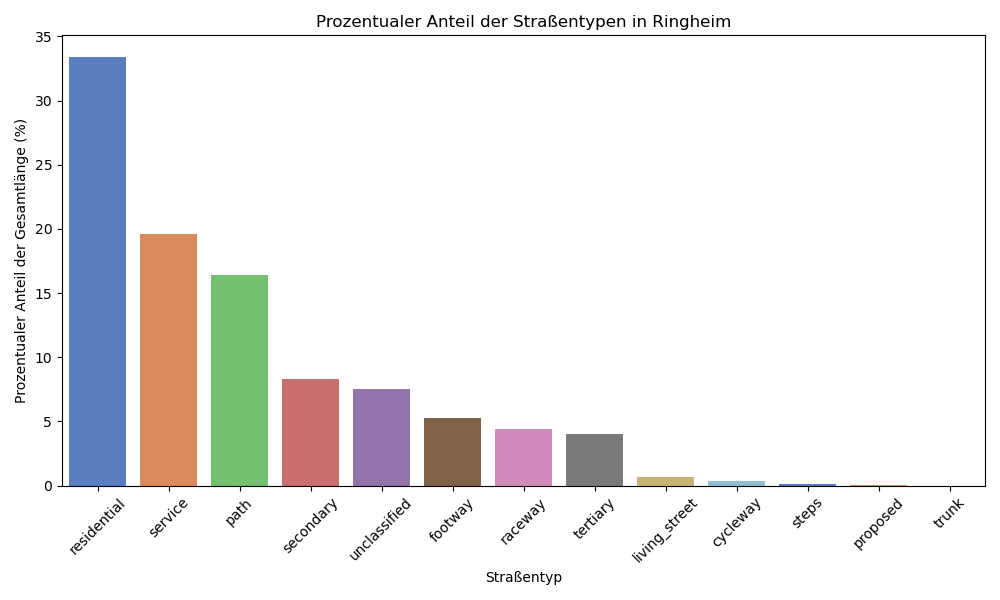 Prozentualer Anteil der Straßentypen in Ringheim
Prozentualer Anteil der Gesamtlänge (%)
35
30
25
20
15
10
5
0
residential
service
path
secondary
unclassified
footway
raceway
tertiary
living_street
cycleway
steps
proposed
trunk
Straßentyp